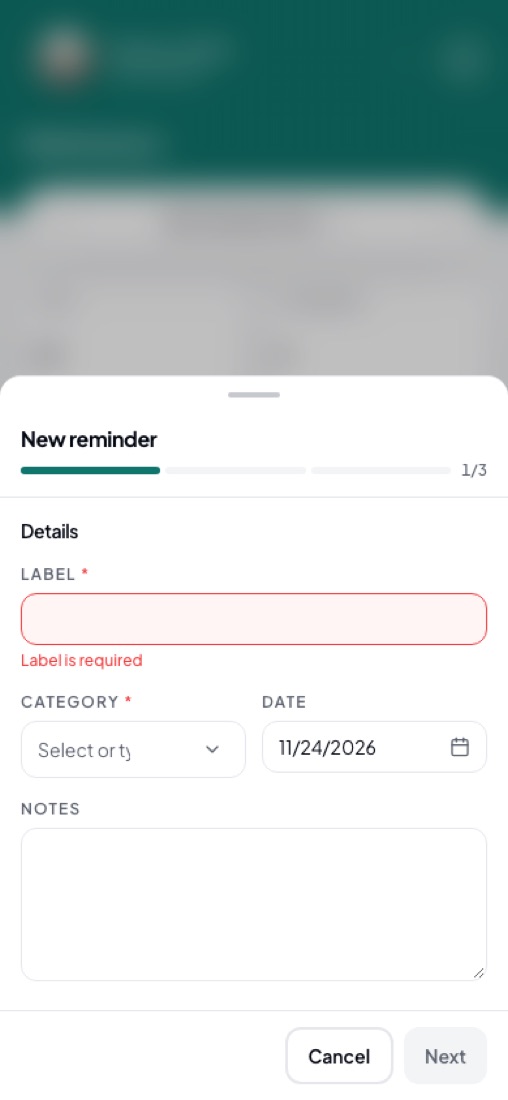 New reminder
1/3
Details
LABEL *
Label is required
CATEGORY * DATE
Select or ty 11/24/2026
NOTES
Cancel Next